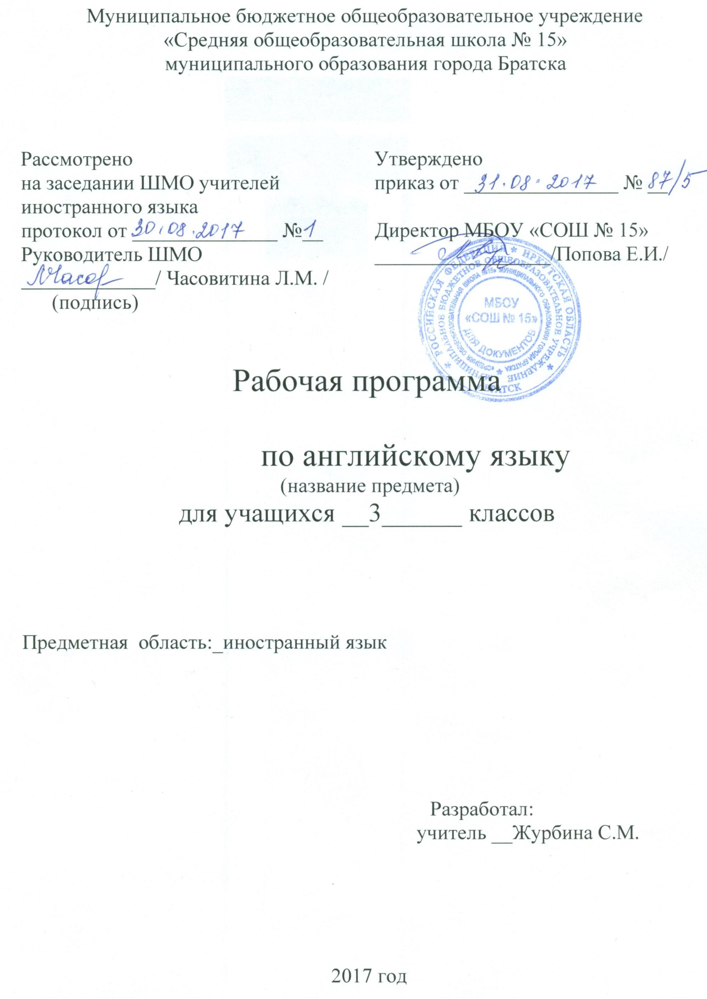 Муниципальное бюджетное общеобразовательное учреждение
«Средняя общеобразовательная школа № 15»
муниципального образования города Братска
Рассмотрено
на заседании ШМО учителей
иностранного языка
протокол от 30.08.2017 №1
Руководитель ШМО
/ Часовитина Л.М. /
(подпись)
Утверждено
приказ от 31.08.2017 № 87/5
Директор МБОУ «СОШ № 15»
/Попова Е.И./
РОССИЙСКАЯ ФЕДЕРАЦИЯ * ИРКУТСКАЯ ОБЛАСТЬ *
МУНИЦИПАЛЬНОЕ БЮДЖЕТНОЕ ОБЩЕОБРАЗОВАТЕЛЬНОЕ УЧРЕЖДЕНИЕ
«СРЕДНЯЯ ОБЩЕОБРАЗОВАТЕЛЬНАЯ ШКОЛА №15» МУНИЦИПАЛЬНОГО ОБРАЗОВАНИЯ ГОРОДА БРАТСКА *
БРАТСК
МБОУ
«СОШ № 15»
ДЛЯ ДОКУМЕНТОВ
Рабочая программа
по английскому языку
(название предмета)
для учащихся __3______ классов
Предметная область:_иностранный язык
Разработал:
учитель __Журбина С.М.
2017 год